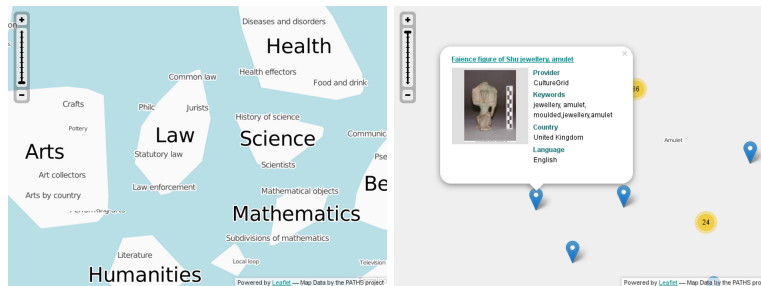 Diseases and disorders
Health
Common law
Health effectors
Food and drink
Crafts
Philc
Jurists
Pottery
History of science
Law
Science
Communic
Arts
Statutory law
Scientists
Pse
Art collectors
Law enforcement
Mathematical objects
Be
Arts by country
Mathematics
Subdivisions of mathematics
Literature
Local loop
Television
Humanities
Powered by Leaflet — Map Data by the PATHS project
Faience figure of Shu jewellery, amulet
Provider
CultureGrid
Keywords
jewellery, amulet,
moulded,jewellery,amulet
Country
United Kingdom
Language
English
Amulet
24
Powered by Leaflet — Map Data by the PATHS pro